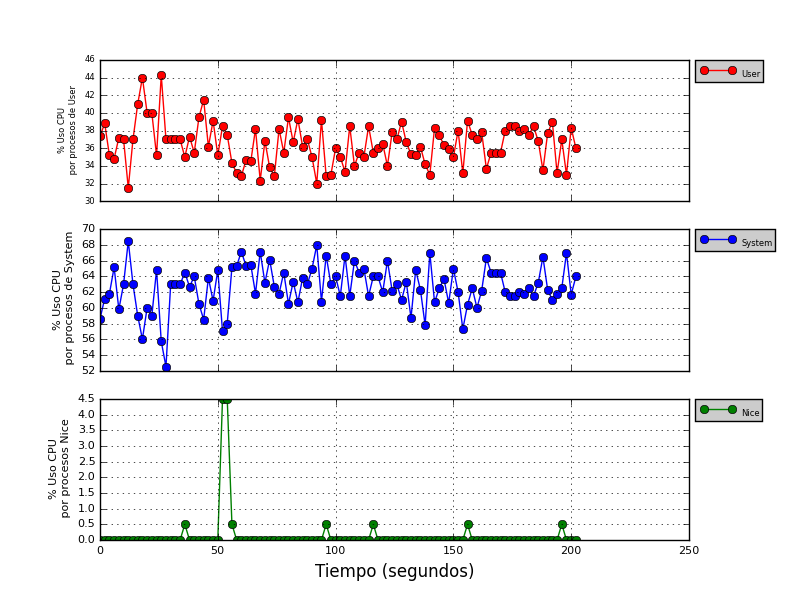 46
44
42
40
38
36
34
32
30
% Uso CPU
por procesos de User
User
70
68
66
64
62
60
58
56
54
52
% Uso CPU
por procesos de System
System
4.5
4.0
3.5
3.0
2.5
2.0
1.5
1.0
0.5
0.0
% Uso CPU
por procesos Nice
Nice
0 50 100 150 200 250
Tiempo (segundos)